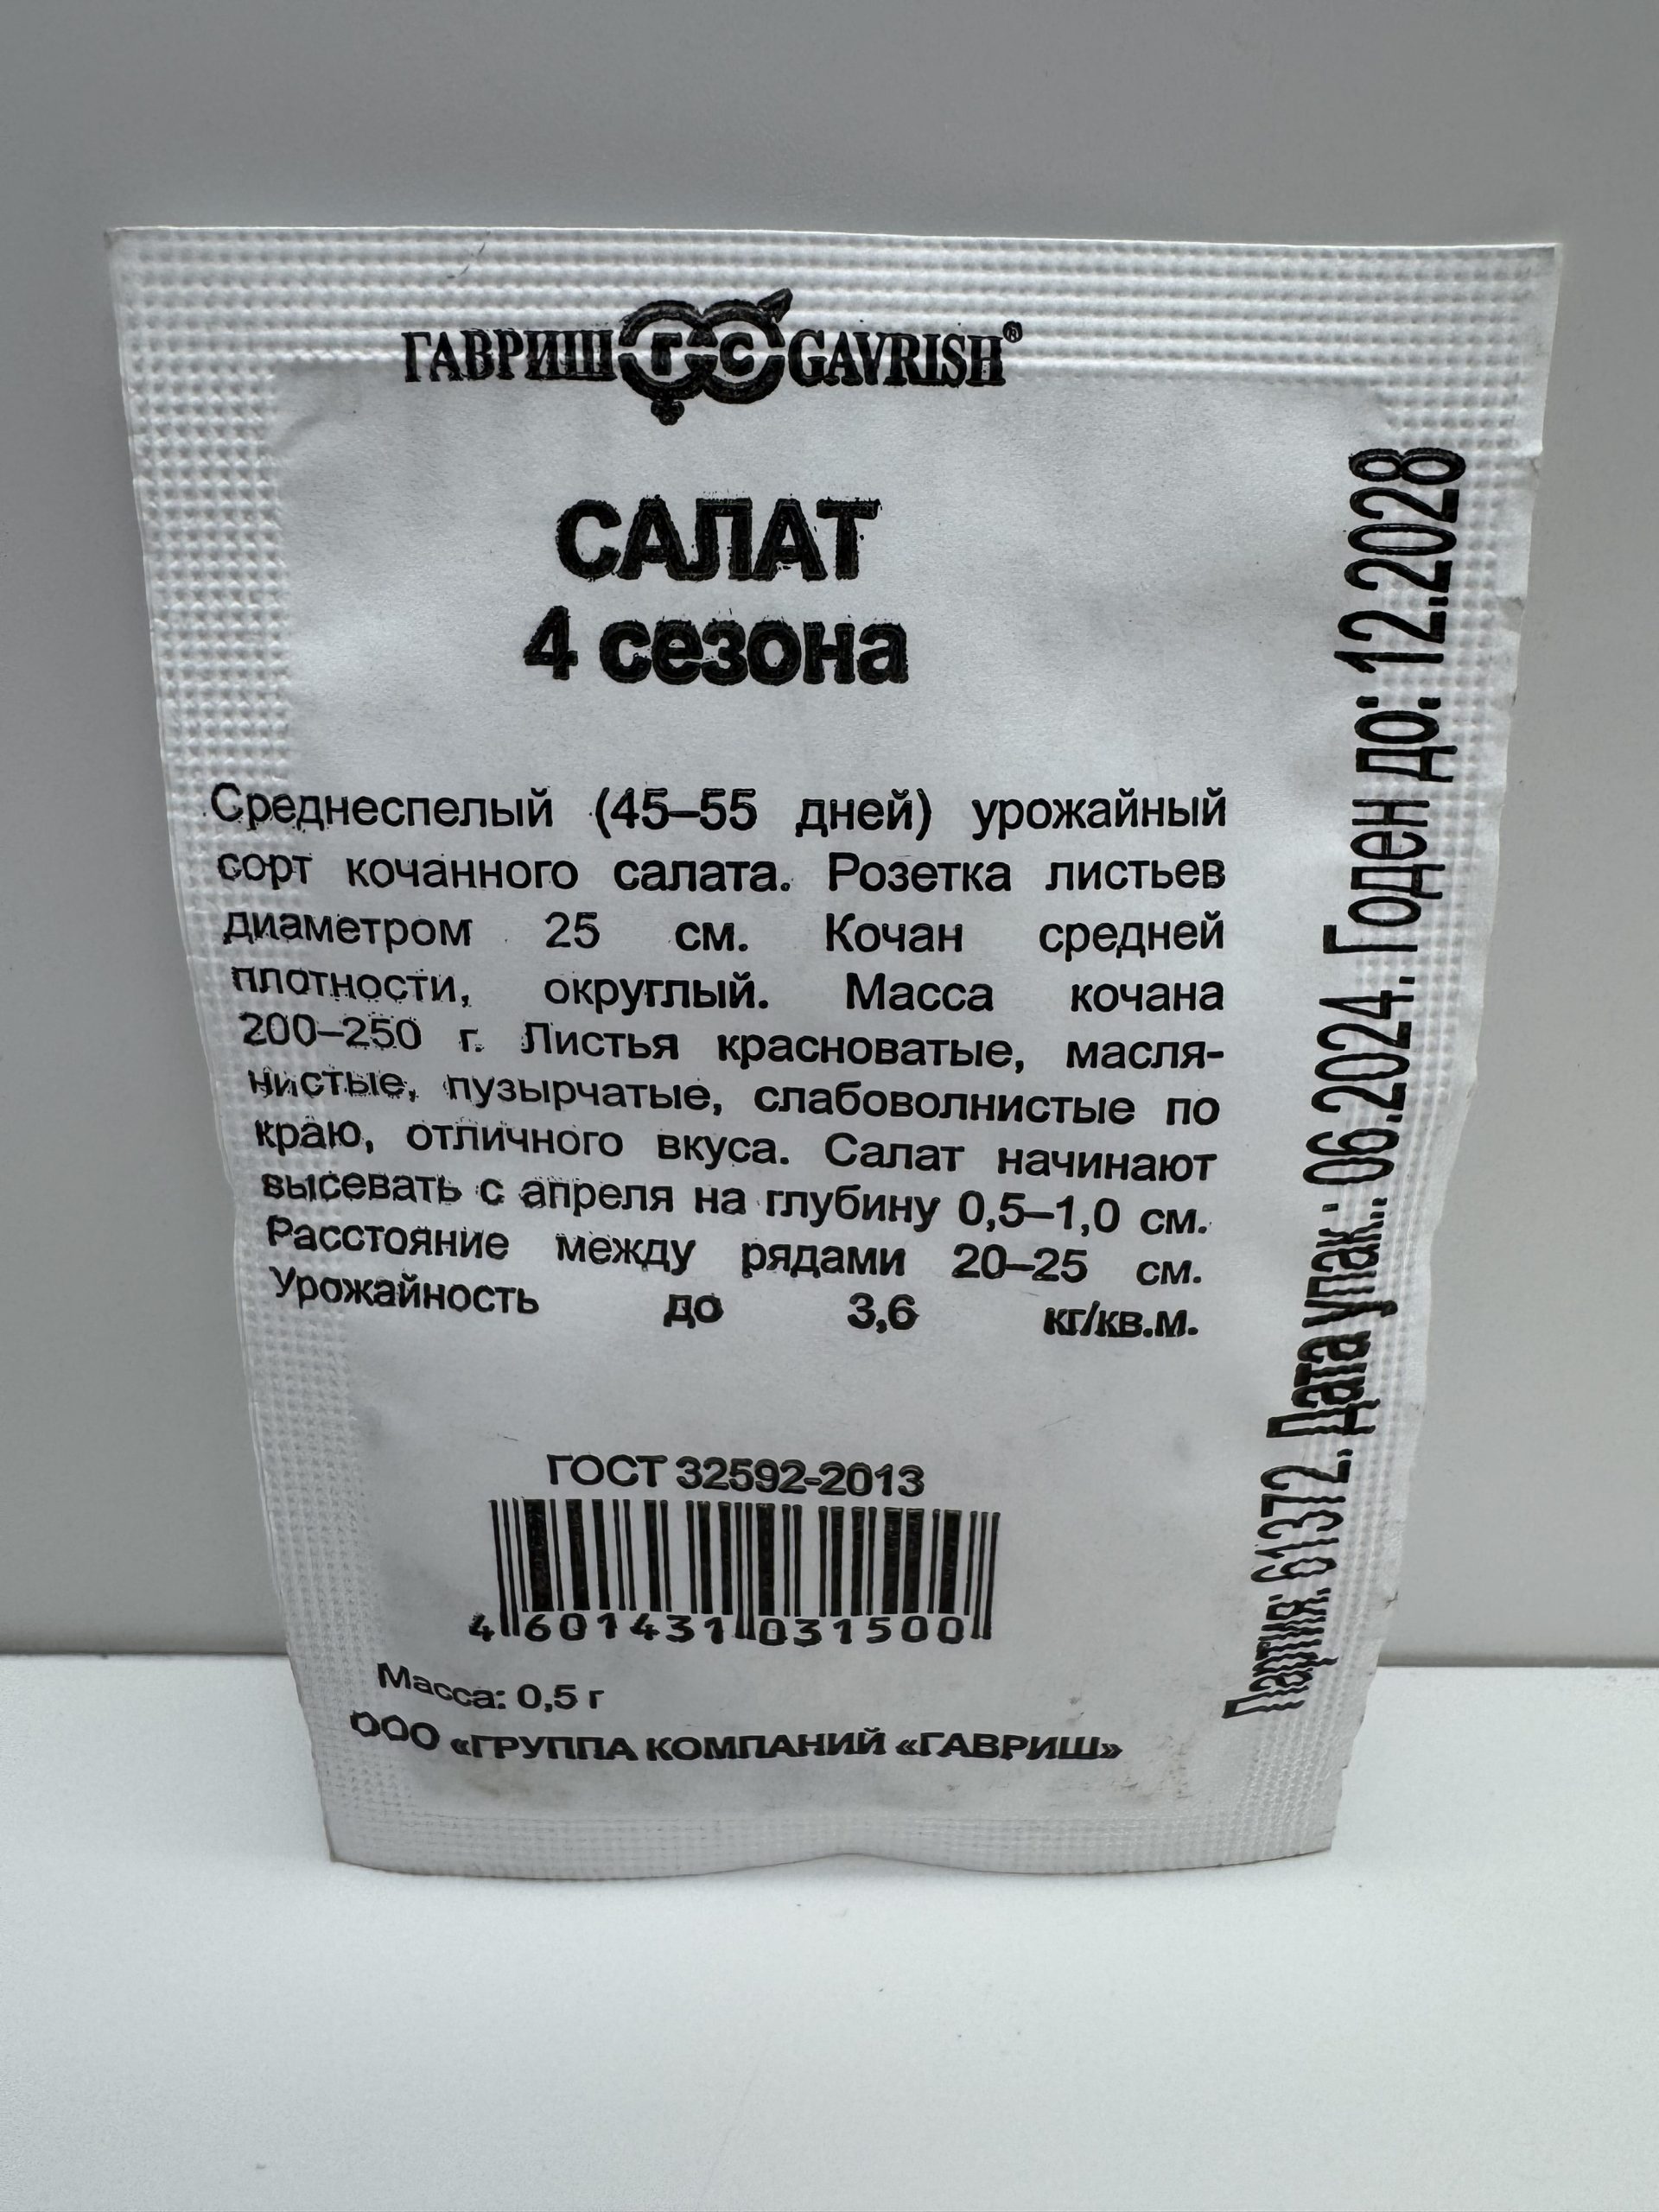 ГАВРИШ ГС GAVRISH®
САЛАТ
4 сезона
Среднеспелый (45–55 дней) урожайный
сорт кочанного салата. Розетка листьев
диаметром 25 см. Кочан средней
плотности, округлый. Масса кочана
200–250 г. Листья красноватые, масля-
нистые, пузырчатые, слабоволнистые по
краю, отличного вкуса. Салат начинают
высевать с апреля на глубину 0,5–1,0 см.
Расстояние между рядами 20–25 см.
Урожайность до 3,6 кг/кв.м.
ГОСТ 32592-2013
4 601431 031500
Масса: 0,5 г
ООО «ГРУППА КОМПАНИЙ «ГАВРИШ»
Партия: 61372. Дата упак.: 06.2024. Годен до: 12.2028